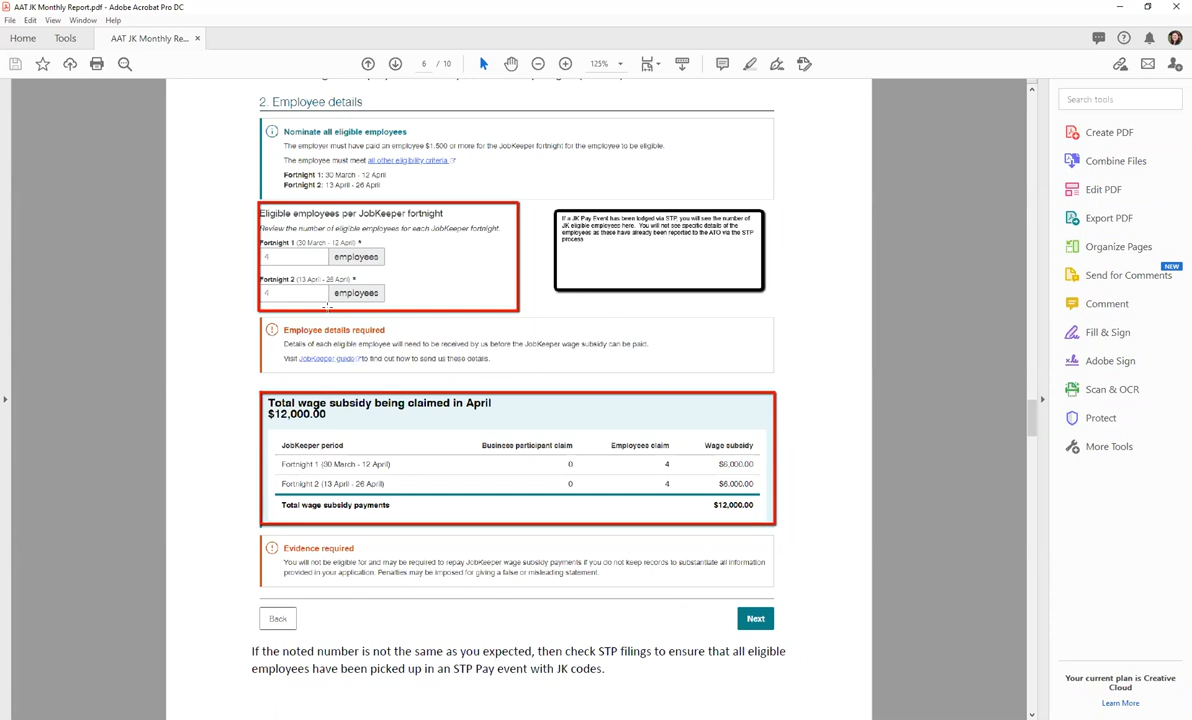 AAT JK Monthly Report.pdf - Adobe Acrobat Pro DC
File Edit View Window Help
Home Tools AAT JK Monthly Re... ×
6 / 10 125%
2. Employee details
Nominate all eligible employees
The employer must have paid an employee $1,500 or more for the JobKeeper fortnight for the employee to be eligible.
The employee must meet all other eligibility criteria.
Fortnight 1: 30 March - 12 April
Fortnight 2: 13 April - 26 April
Eligible employees per JobKeeper fortnight
Review the number of eligible employees for each JobKeeper fortnight.
Fortnight 1 (30 March - 12 April) *
4 employees
Fortnight 2 (13 April - 26 April) *
4 employees
If a JK Pay Event has been lodged via STP, you will see the number of
JK eligible employees here. You will not see specific details of the
employees as these have already been reported to the ATO via the STP
process
Employee details required
Details of each eligible employee will need to be received by us before the JobKeeper wage subsidy can be paid.
Visit JobKeeper guide to find out how to send us these details.
Total wage subsidy being claimed in April
$12,000.00
JobKeeper period Business participant claim Employees claim Wage subsidy
Fortnight 1 (30 March - 12 April) 0 4 $6,000.00
Fortnight 2 (13 April - 26 April) 0 4 $6,000.00
Total wage subsidy payments $12,000.00
Evidence required
You will not be eligible for and may be required to repay JobKeeper wage subsidy payments if you do not keep records to substantiate all information
provided in your application. Penalties may be imposed for giving a false or misleading statement.
Back Next
If the noted number is not the same as you expected, then check STP filings to ensure that all eligible
employees have been picked up in an STP Pay event with JK codes.
Search tools
Create PDF
Combine Files
Edit PDF
Export PDF
Organize Pages
NEW
Send for Comments
Comment
Fill & Sign
Adobe Sign
Scan & OCR
Protect
More Tools
Your current plan is Creative
Cloud
Learn More